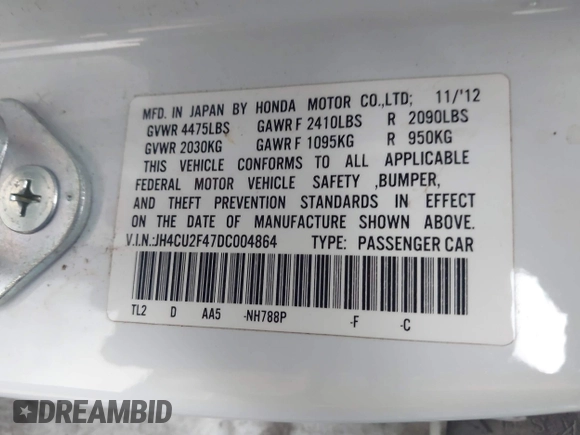 MFD. IN JAPAN BY HONDA MOTOR CO.,LTD; 11/'12
GVWR 4475LBS GAWR F 2410LBS R 2090LBS
GVWR 2030KG GAWR F 1095KG R 950KG
THIS VEHICLE CONFORMS TO ALL APPLICABLE
FEDERAL MOTOR VEHICLE SAFETY ,BUMPER,
AND THEFT PREVENTION STANDARDS IN EFFECT
ON THE DATE OF MANUFACTURE SHOWN ABOVE.
V.I.N.:JH4CU2F47DC004864 TYPE: PASSENGER CAR
TL2 D AA5 -NH788P -F -C
DREAMBID